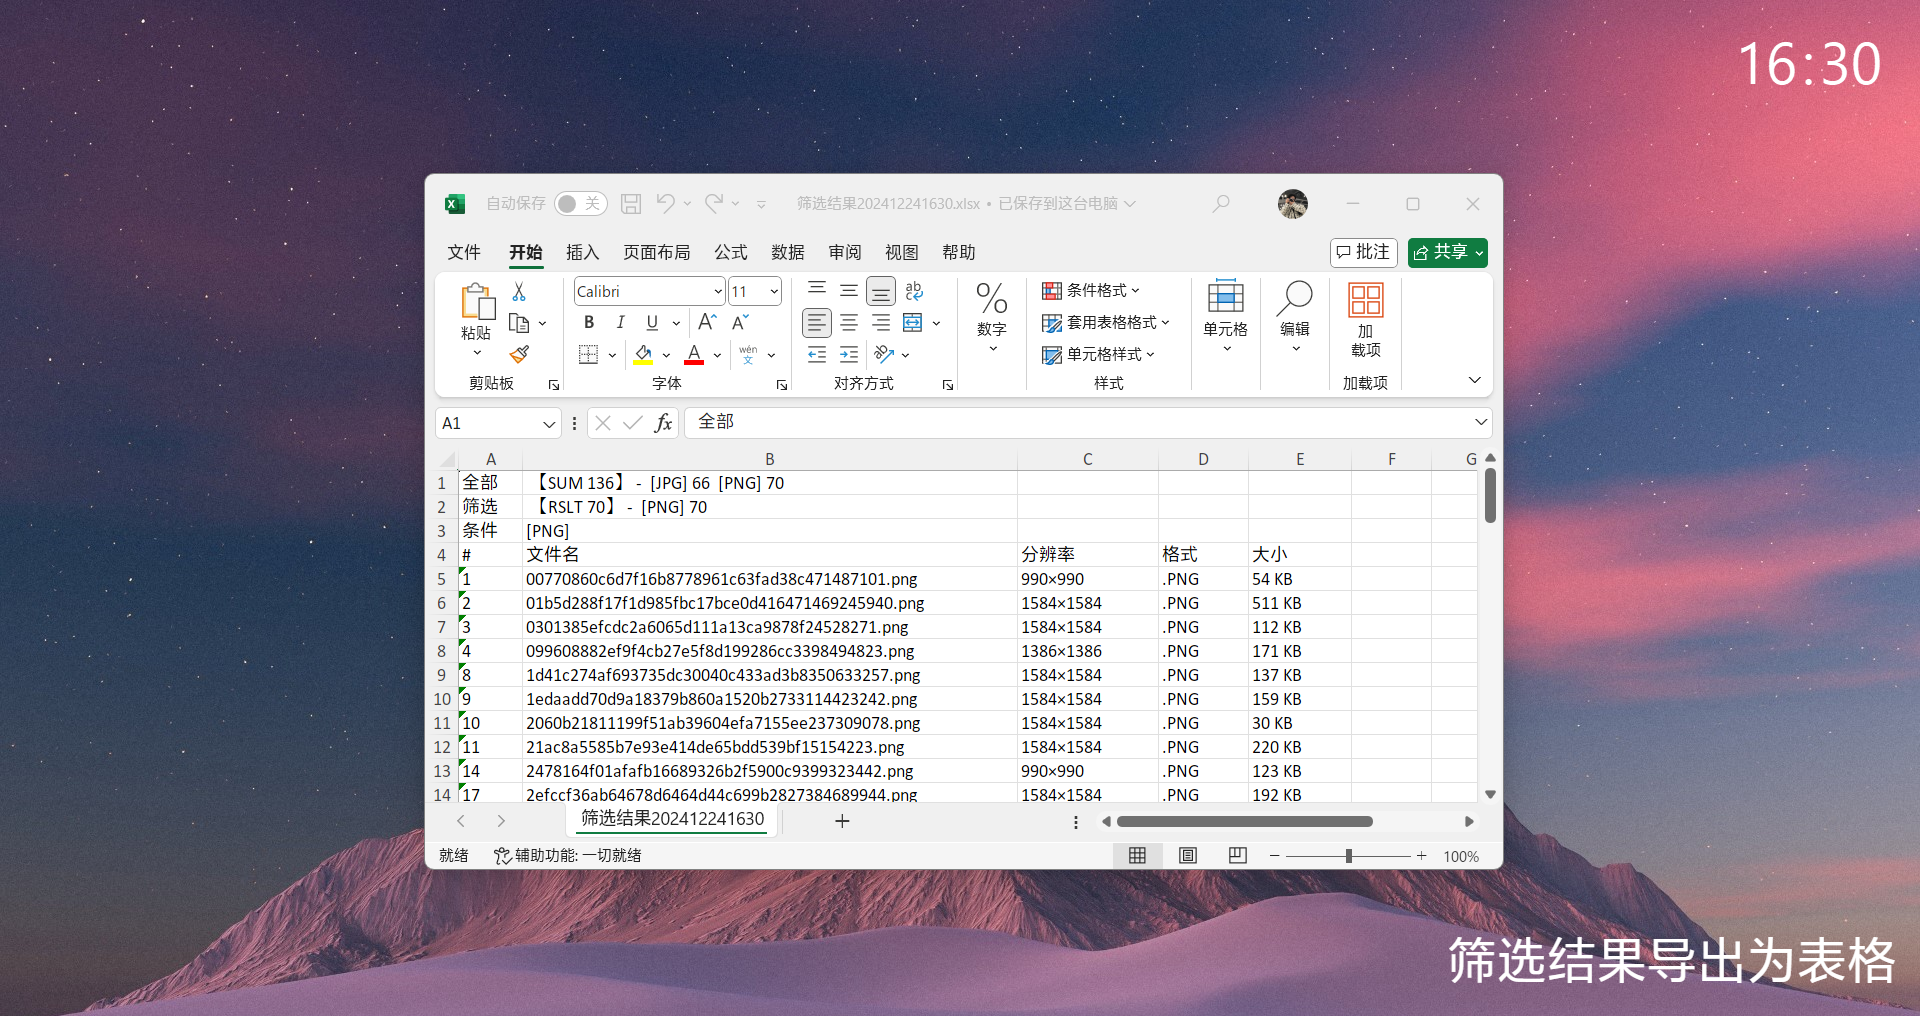 16:30
自动保存 关 筛选结果202412241630.xlsx • 已保存到这台电脑
文件 开始 插入 页面布局 公式 数据 审阅 视图 帮助 批注 共享
粘贴
剪贴板
Calibri 11
B I U A A
A wén 文
字体
ab c
对齐方式
% 数字
条件格式
套用表格格式
单元格样式
样式
单元格
编辑
加
载项
加载项
A1 fx 全部
A B C D E F G
1 全部 【SUM 136】 - [JPG] 66 [PNG] 70
2 筛选 【RSLT 70】 - [PNG] 70
3 条件 [PNG]
4 # 文件名 分辨率 格式 大小
5 1 00770860c6d7f16b8778961c63fad38c471487101.png 990×990 .PNG 54 KB
6 2 01b5d288f17f1d985fbc17bce0d416471469245940.png 1584×1584 .PNG 511 KB
7 3 0301385efcdc2a6065d111a13ca9878f24528271.png 1584×1584 .PNG 112 KB
8 4 099608882ef9f4cb27e5f8d199286cc3398494823.png 1386×1386 .PNG 171 KB
9 8 1d41c274af693735dc30040c433ad3b8350633257.png 1584×1584 .PNG 137 KB
10 9 1edaadd70d9a18379b860a1520b2733114423242.png 1584×1584 .PNG 159 KB
11 10 2060b21811199f51ab39604efa7155ee237309078.png 1584×1584 .PNG 30 KB
12 11 21ac8a5585b7e93e414de65bdd539bf15154223.png 1584×1584 .PNG 220 KB
13 14 2478164f01afafb16689326b2f5900c9399323442.png 990×990 .PNG 123 KB
14 17 2efccf36ab64678d6464d44c699b2827384689944.png 1584×1584 .PNG 192 KB
筛选结果202412241630
就绪 辅助功能: 一切就绪 100%
筛选结果导出为表格